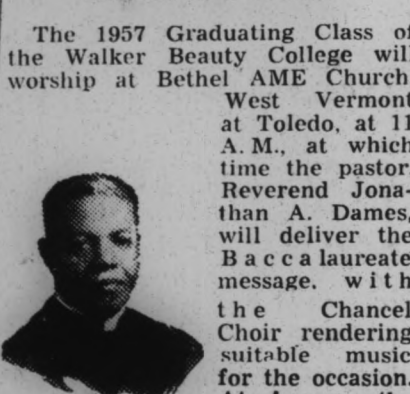 The 1957 Graduating Class of
the Walker Beauty College will
worship at Bethel AME Church
West Vermont
at Toledo, at 11
A. M., at which
time the pastor
Reverend Jona-
than A. Dames,
will deliver the
Bacca laureate
message. with
the Chancel
Choir rendering
suitable music
for the occasion.